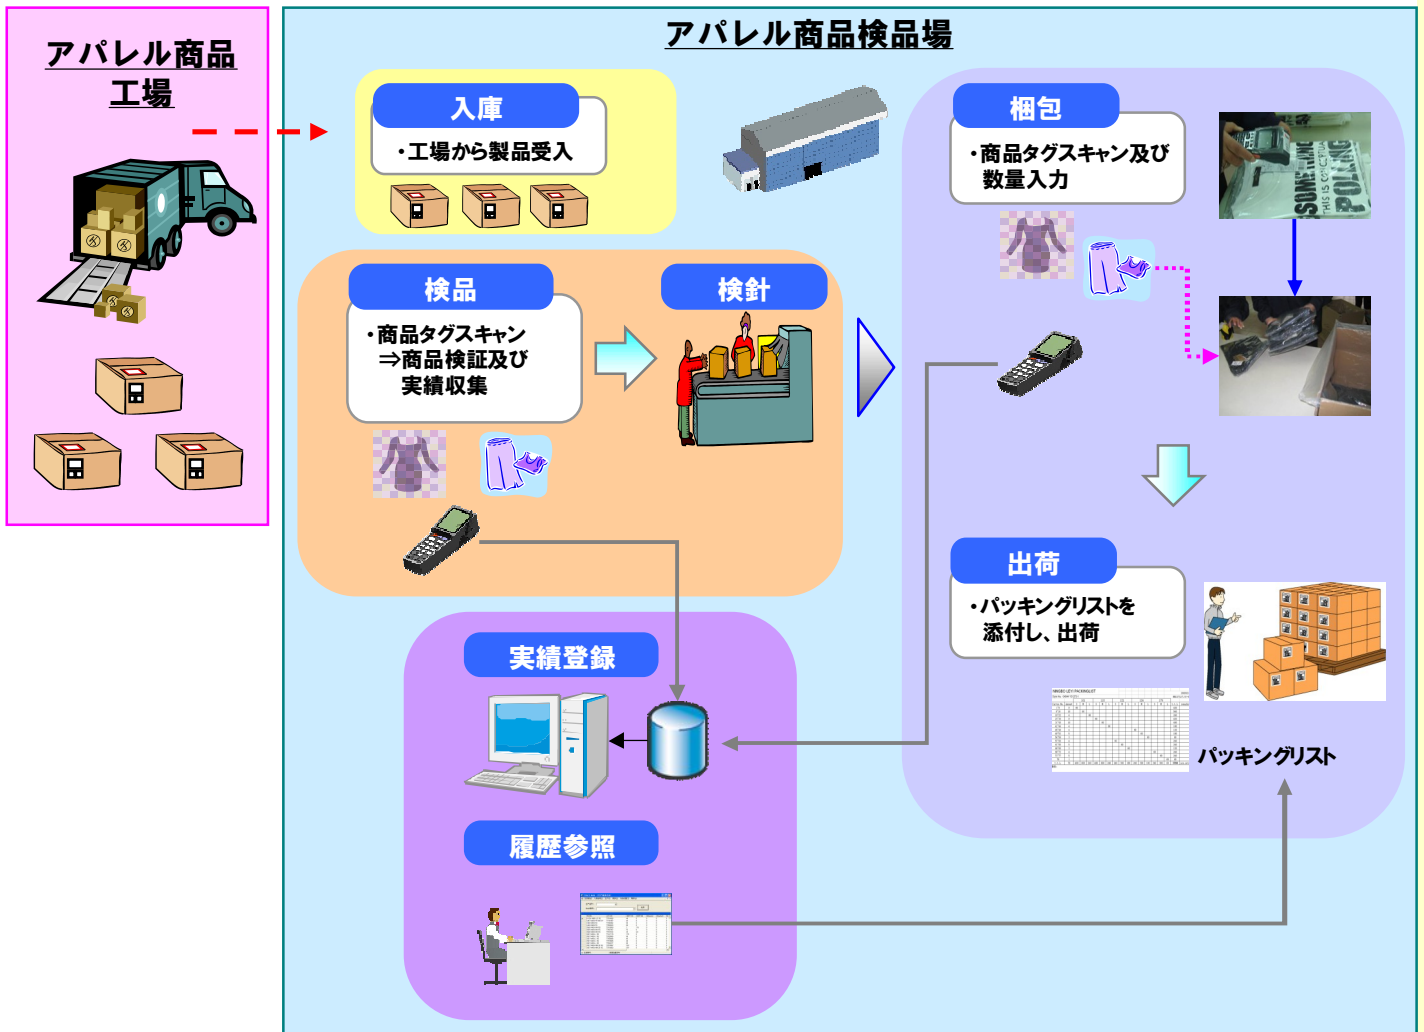 アパレル商品
工場
アパレル商品検品場
入庫
・工場から製品受入
検品
・商品タグスキャン
⇒商品検証及び
実績収集
検針
梱包
・商品タグスキャン及び
数量入力
出荷
・パッキングリストを
添付し、出荷
パッキングリスト
実績登録
履歴参照